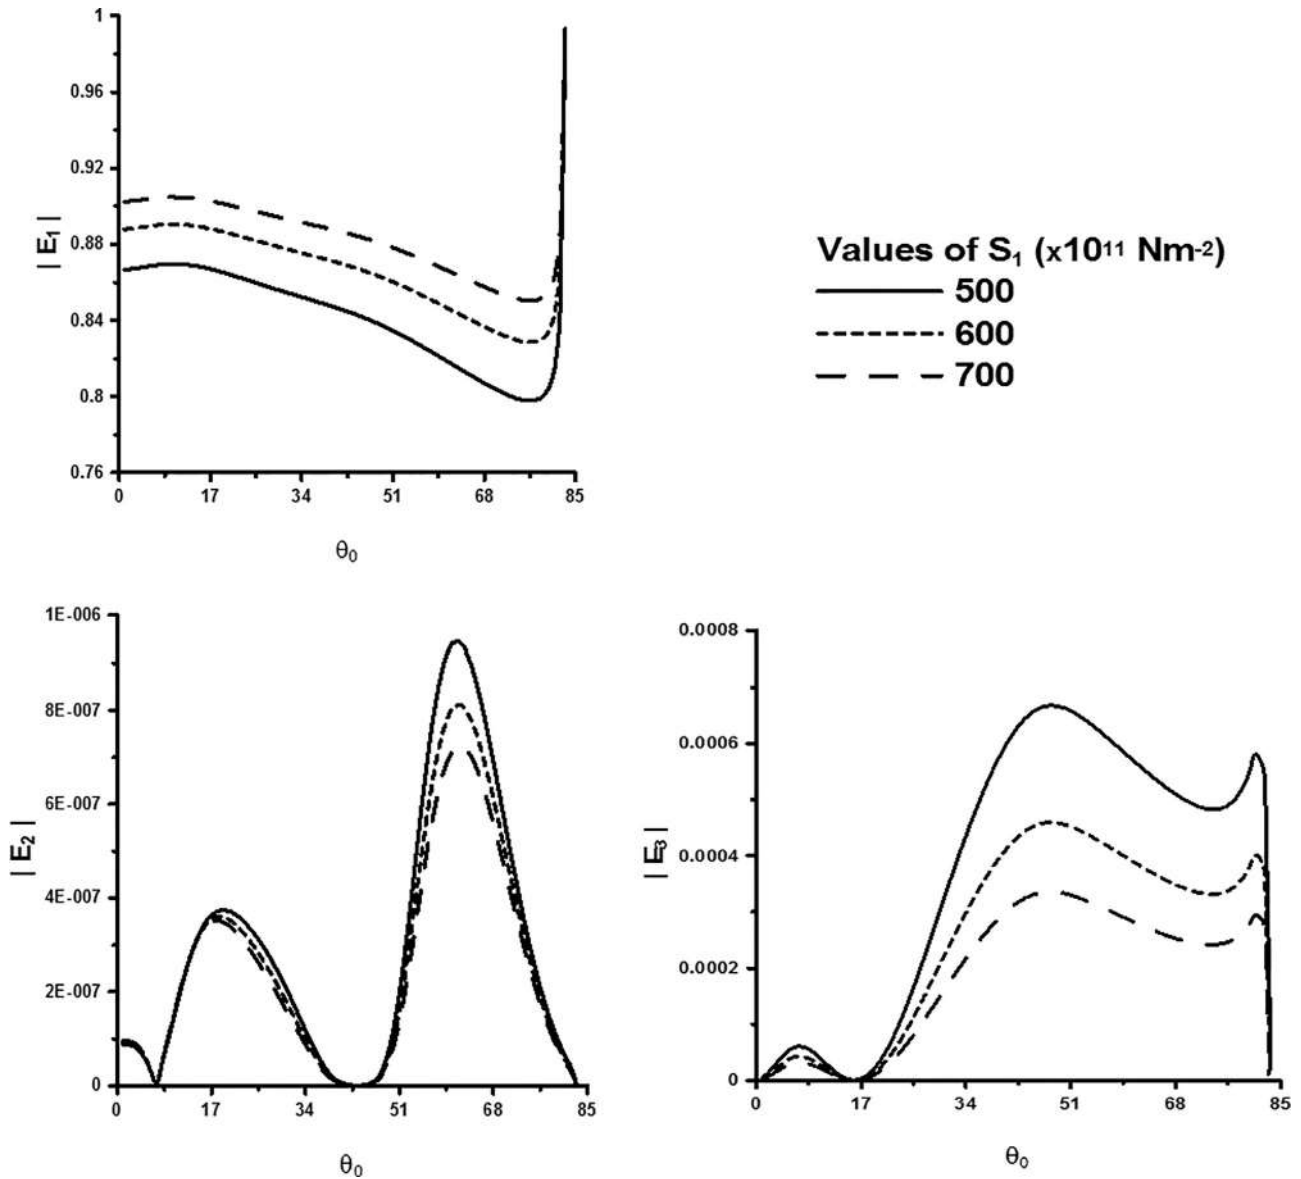 1
0.96
0.92
0.88
0.84
0.8
0.76
| E₁ |
0 17 34 51 68 85
θ₀
Values of S₁ (x10¹¹ Nm⁻²)
500
600
700
1E-006
8E-007
6E-007
4E-007
2E-007
0
| E₂ |
0 17 34 51 68 85
θ₀
0.0008
0.0006
0.0004
0.0002
0
| E₃ |
0 17 34 51 68 85
θ₀